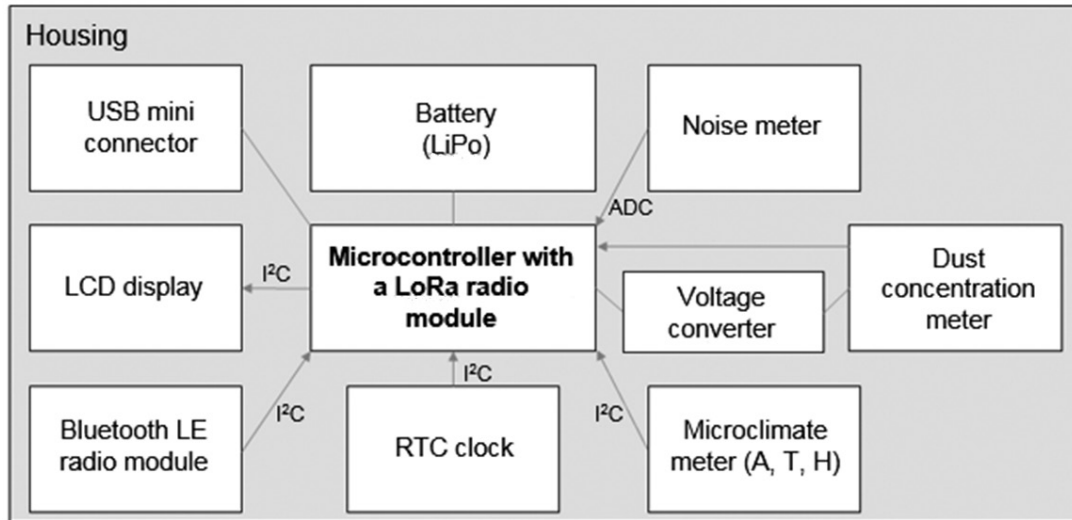 Housing
USB mini
connector
Battery
(LiPo)
Noise meter
ADC
LCD display
I²C
Microcontroller with
a LoRa radio
module
Voltage
converter
Dust
concentration
meter
Bluetooth LE
radio module
I²C
I²C
RTC clock
I²C
Microclimate
meter (A, T, H)